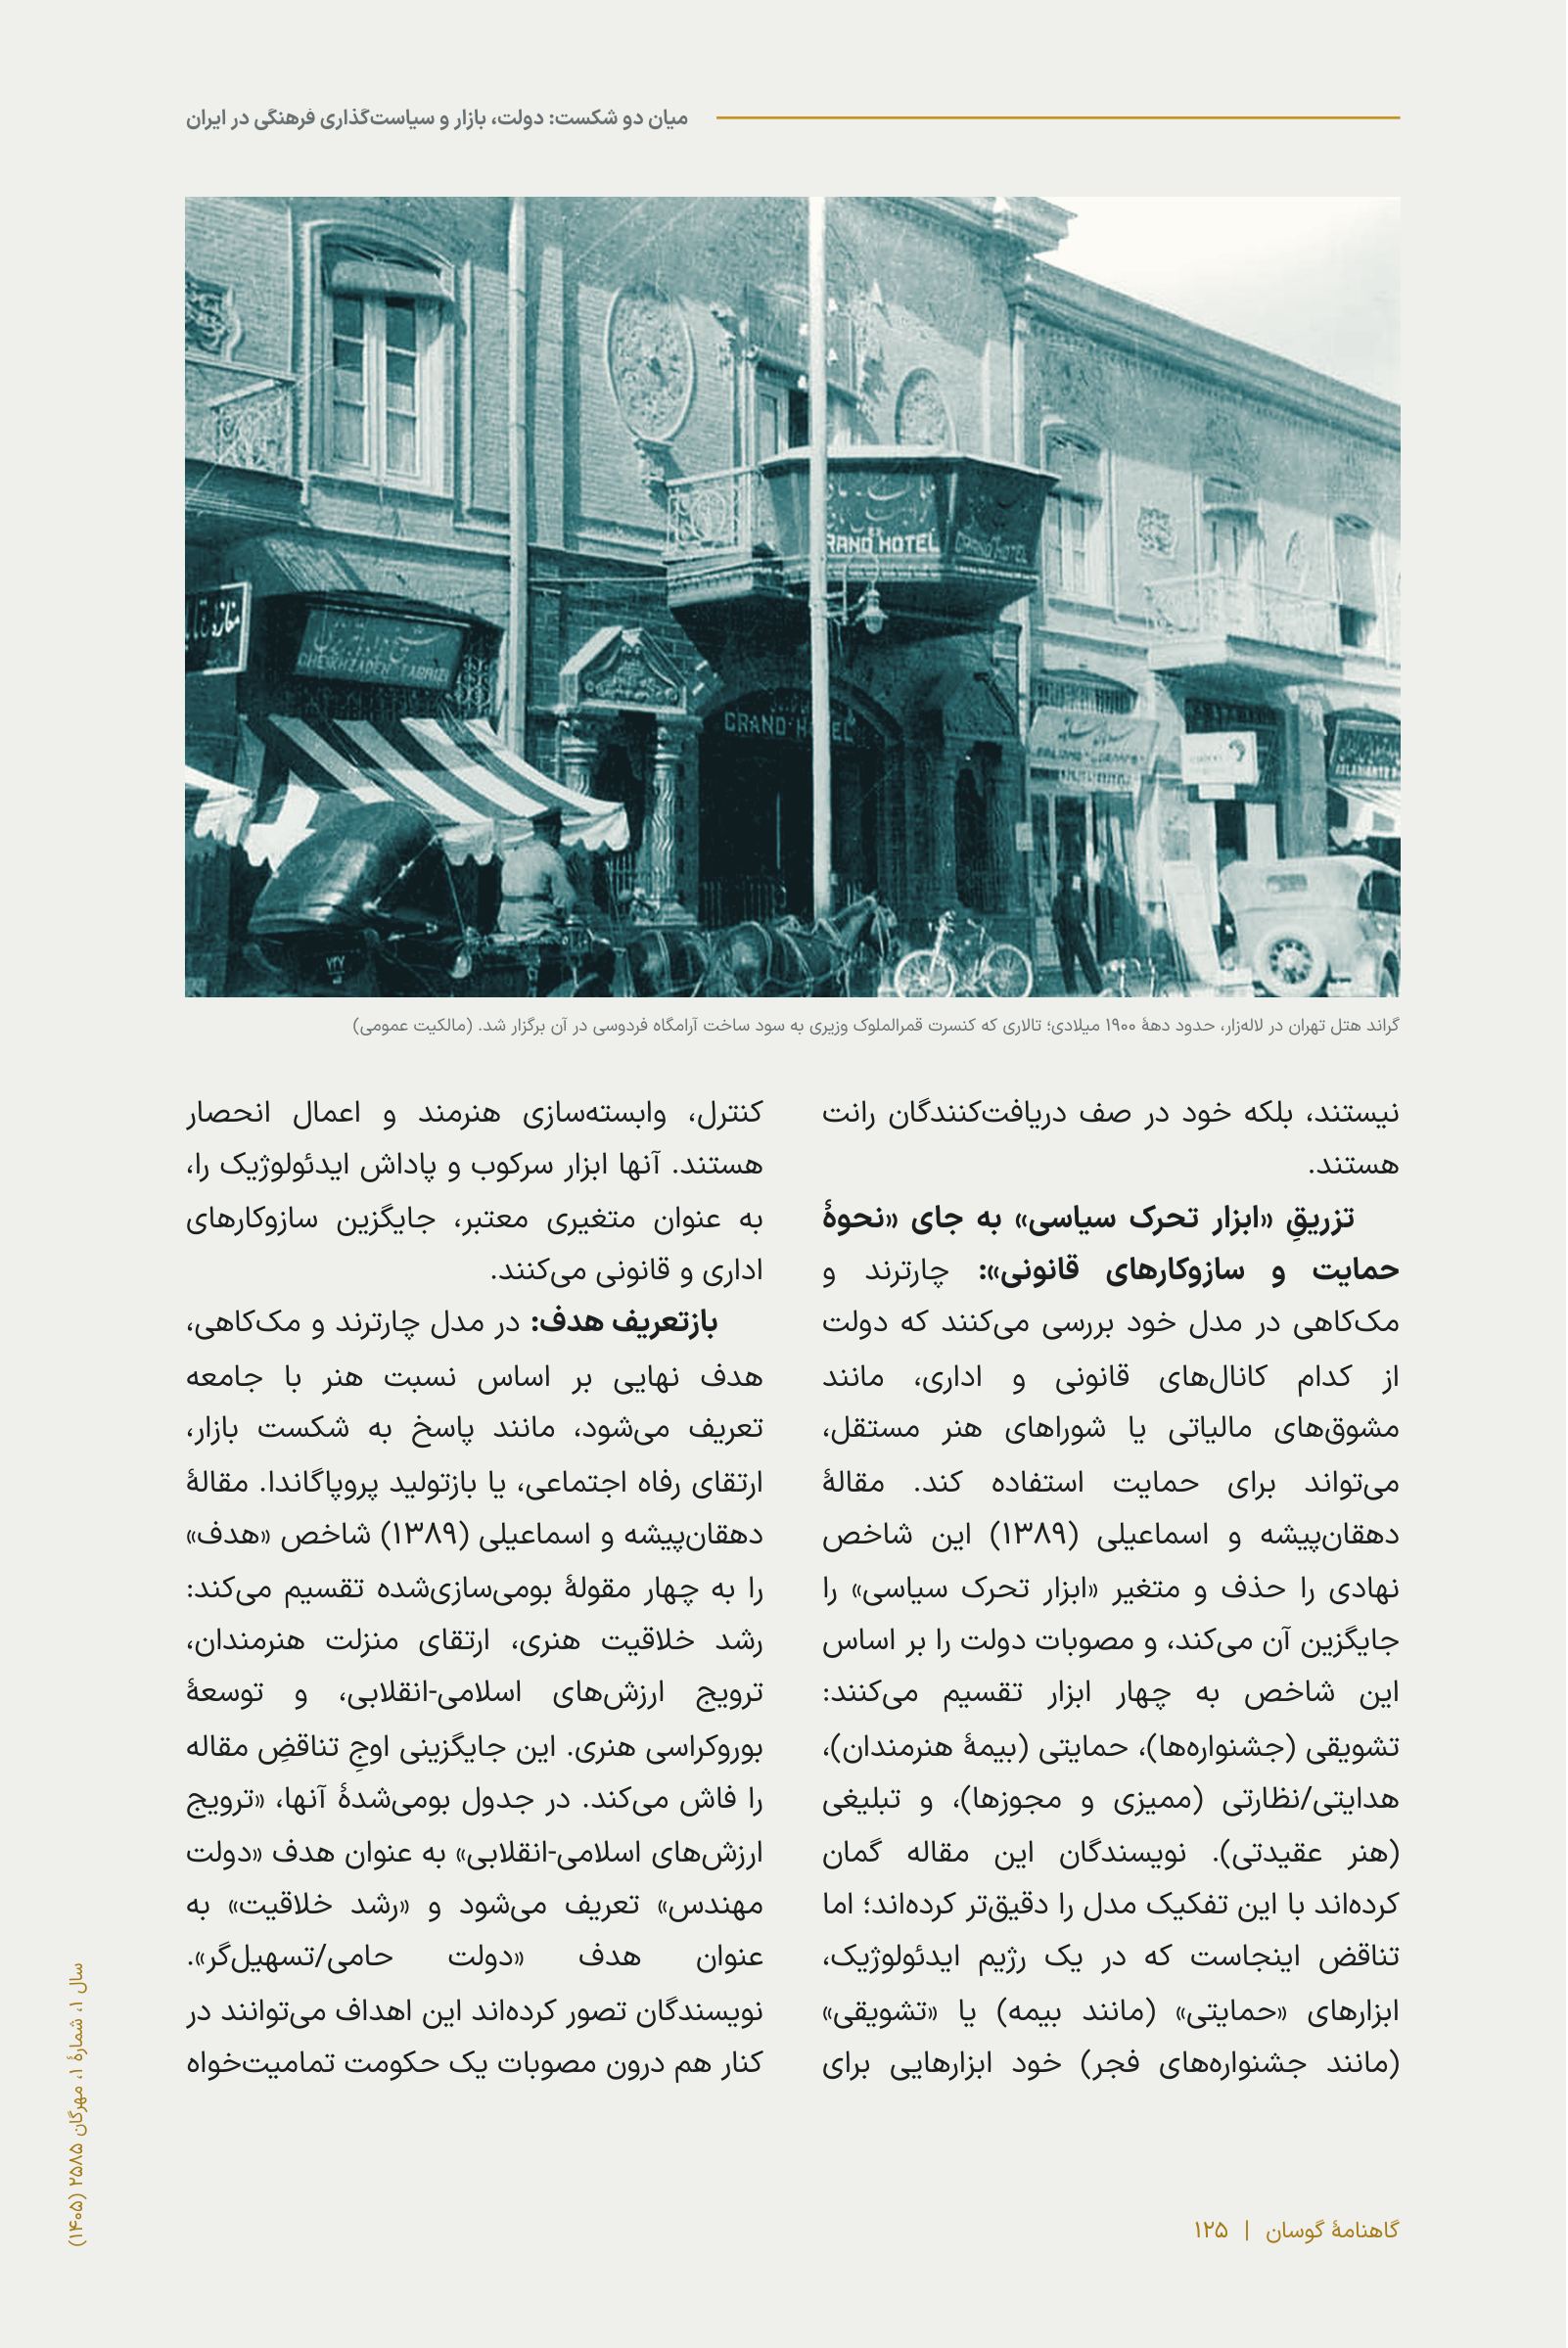 میان دو شکست: دولت، بازار و سیاست‌گذاری فرهنگی در ایران
GRAND HOTEL
GRAND HOTEL
GRAND HOTEL
مغازه
CHEIKHZADEH TABRIZI
۷۲۷
گراند هتل تهران در لاله‌زار، حدود دههٔ ۱۹۰۰ میلادی؛ تالاری که کنسرت قمرالملوک وزیری به سود ساخت آرامگاه فردوسی در آن برگزار شد. (مالکیت عمومی)
نیستند، بلکه خود در صف دریافت‌کنندگان رانت
هستند.
تزریقِ «ابزار تحرک سیاسی» به جای «نحوهٔ
حمایت و سازوکارهای قانونی»: چارترند و
مک‌کاهی در مدل خود بررسی می‌کنند که دولت
از کدام کانال‌های قانونی و اداری، مانند
مشوق‌های مالیاتی یا شوراهای هنر مستقل،
می‌تواند برای حمایت استفاده کند. مقالهٔ
دهقان‌پیشه و اسماعیلی (۱۳۸۹) این شاخص
نهادی را حذف و متغیر «ابزار تحرک سیاسی» را
جایگزین آن می‌کند، و مصوبات دولت را بر اساس
این شاخص به چهار ابزار تقسیم می‌کنند:
تشویقی (جشنواره‌ها)، حمایتی (بیمهٔ هنرمندان)،
هدایتی/نظارتی (ممیزی و مجوزها)، و تبلیغی
(هنر عقیدتی). نویسندگان این مقاله گمان
کرده‌اند با این تفکیک مدل را دقیق‌تر کرده‌اند؛ اما
تناقض اینجاست که در یک رژیم ایدئولوژیک،
ابزارهای «حمایتی» (مانند بیمه) یا «تشویقی»
(مانند جشنواره‌های فجر) خود ابزارهایی برای
کنترل، وابسته‌سازی هنرمند و اعمال انحصار
هستند. آنها ابزار سرکوب و پاداش ایدئولوژیک را،
به عنوان متغیری معتبر، جایگزین سازوکارهای
اداری و قانونی می‌کنند.
بازتعریف هدف: در مدل چارترند و مک‌کاهی،
هدف نهایی بر اساس نسبت هنر با جامعه
تعریف می‌شود، مانند پاسخ به شکست بازار،
ارتقای رفاه اجتماعی، یا بازتولید پروپاگاندا. مقالهٔ
دهقان‌پیشه و اسماعیلی (۱۳۸۹) شاخص «هدف»
را به چهار مقولهٔ بومی‌سازی‌شده تقسیم می‌کند:
رشد خلاقیت هنری، ارتقای منزلت هنرمندان،
ترویج ارزش‌های اسلامی-انقلابی، و توسعهٔ
بوروکراسی هنری. این جایگزینی اوجِ تناقضِ مقاله
را فاش می‌کند. در جدول بومی‌شدهٔ آنها، «ترویج
ارزش‌های اسلامی-انقلابی» به عنوان هدف «دولت
مهندس» تعریف می‌شود و «رشد خلاقیت» به
عنوان هدف «دولت حامی/تسهیل‌گر».
نویسندگان تصور کرده‌اند این اهداف می‌توانند در
کنار هم درون مصوبات یک حکومت تمامیت‌خواه
سال ۱، شمارهٔ ۱، مهرگان ۲۵۸۵ (۱۴۰۵)
گاهنامهٔ گوسان | ۱۲۵